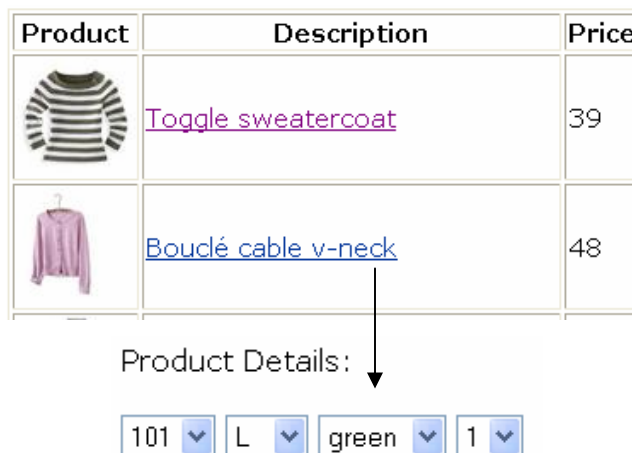 Product Description Price
Toggle sweatercoat 39
Bouclé cable v-neck 48
Product Details:
101 L green 1